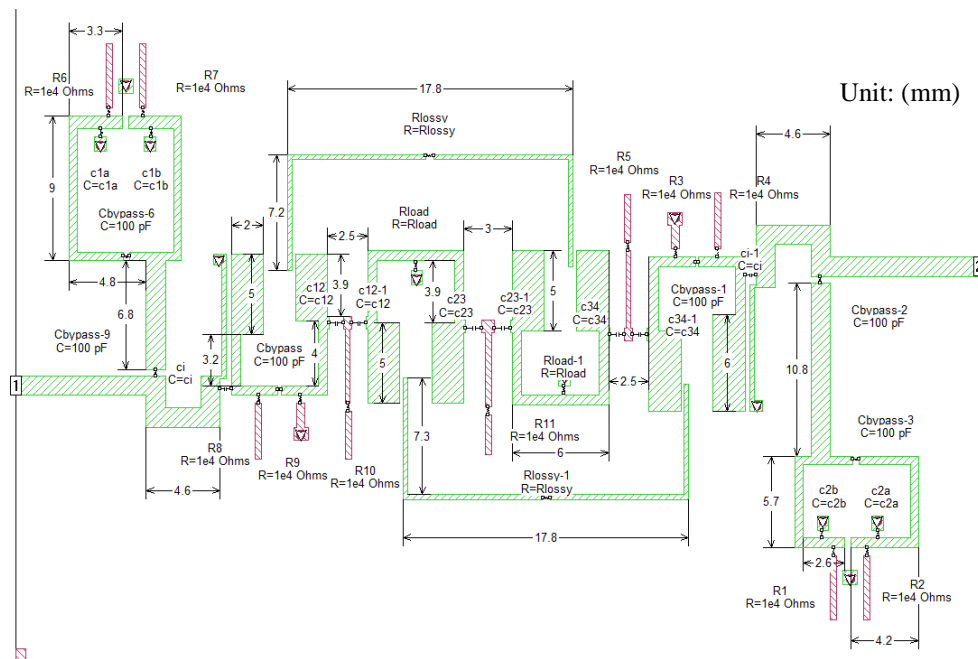 3.3
R6
R=1e4 Ohms
R7
R=1e4 Ohms
Unit: (mm)
17.8
Rlossy
R=Rlossy
4.6
R5
R=1e4 Ohms
R3
R=1e4 Ohms
R4
R=1e4 Ohms
c1a
C=c1a
c1b
C=c1b
9
Cbypass-6
C=100 pF
7.2
2
2.5
Rload
R=Rload
3
4.8
6.8
5
3.9
c12
C=c12
c12-1
C=c12
3.9
c23
C=c23
c23-1
C=c23
5
c34
C=c34
ci-1
C=ci
Cbypass-1
C=100 pF
c34-1
C=c34
2
Cbypass-2
C=100 pF
Cbypass-9
C=100 pF
3.2
Cbypass
C=100 pF
4
5
Rload-1
R=Rload
2.5
6
10.8
1
ci
C=ci
7.3
R11
R=1e4 Ohms
6
Cbypass-3
C=100 pF
R8
R=1e4 Ohms
R9
R=1e4 Ohms
R10
R=1e4 Ohms
4.6
Rlossy-1
R=Rlossy
17.8
5.7
c2b
C=c2b
c2a
C=c2a
2.6
R1
R=1e4 Ohms
R2
R=1e4 Ohms
4.2